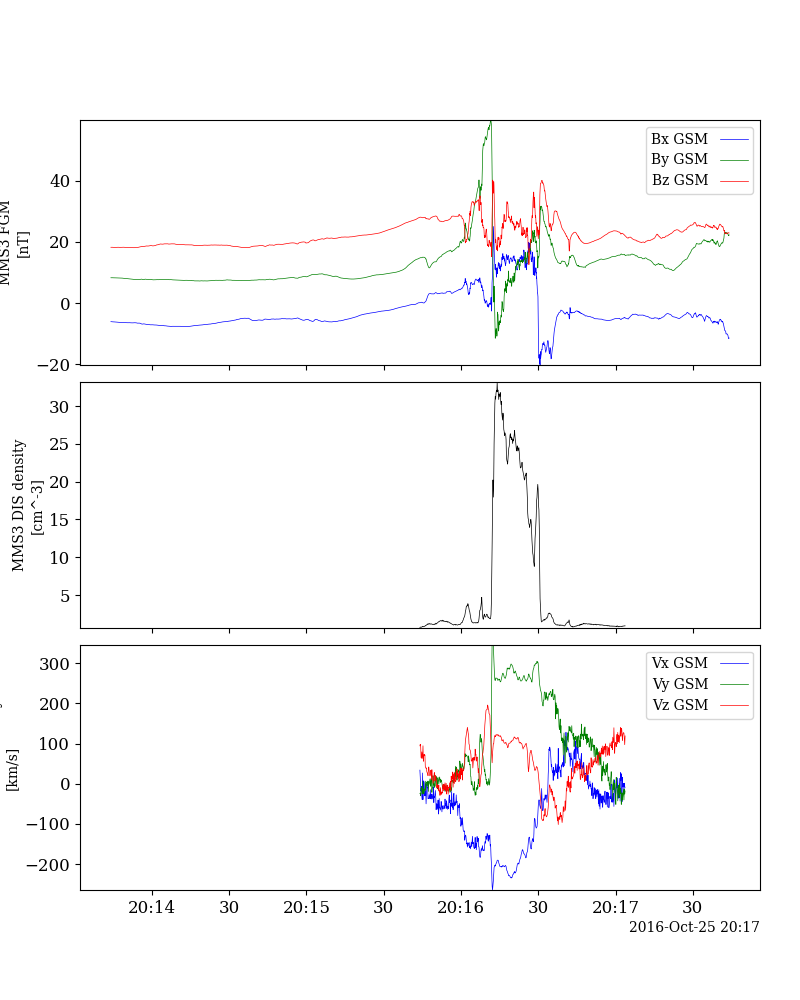 Bx GSM
By GSM
Bz GSM
MMS3 FGM
[nT]
40
20
0
−20
MMS3 DIS density
[cm^-3]
30
25
20
15
10
5
Vx GSM
Vy GSM
Vz GSM
[km/s]
300
200
100
0
−100
−200
20:14 30 20:15 30 20:16 30 20:17 30
2016-Oct-25 20:17